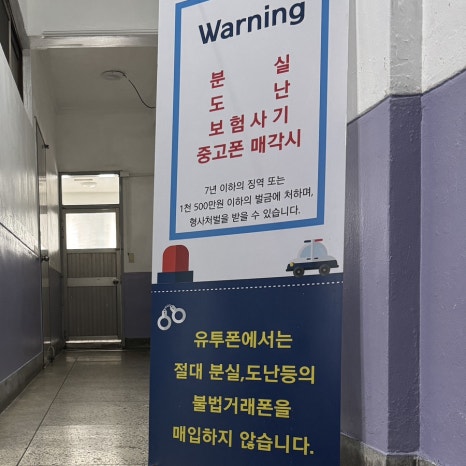 Warning
분 실
도 난
보 험 사 기
중고폰 매각시
7년 이하의 징역 또는
1천 500만원 이하의 벌금에 처하며,
형사처벌을 받을 수 있습니다.
유투폰에서는
절대 분실,도난등의
불법거래폰을
매입하지 않습니다.